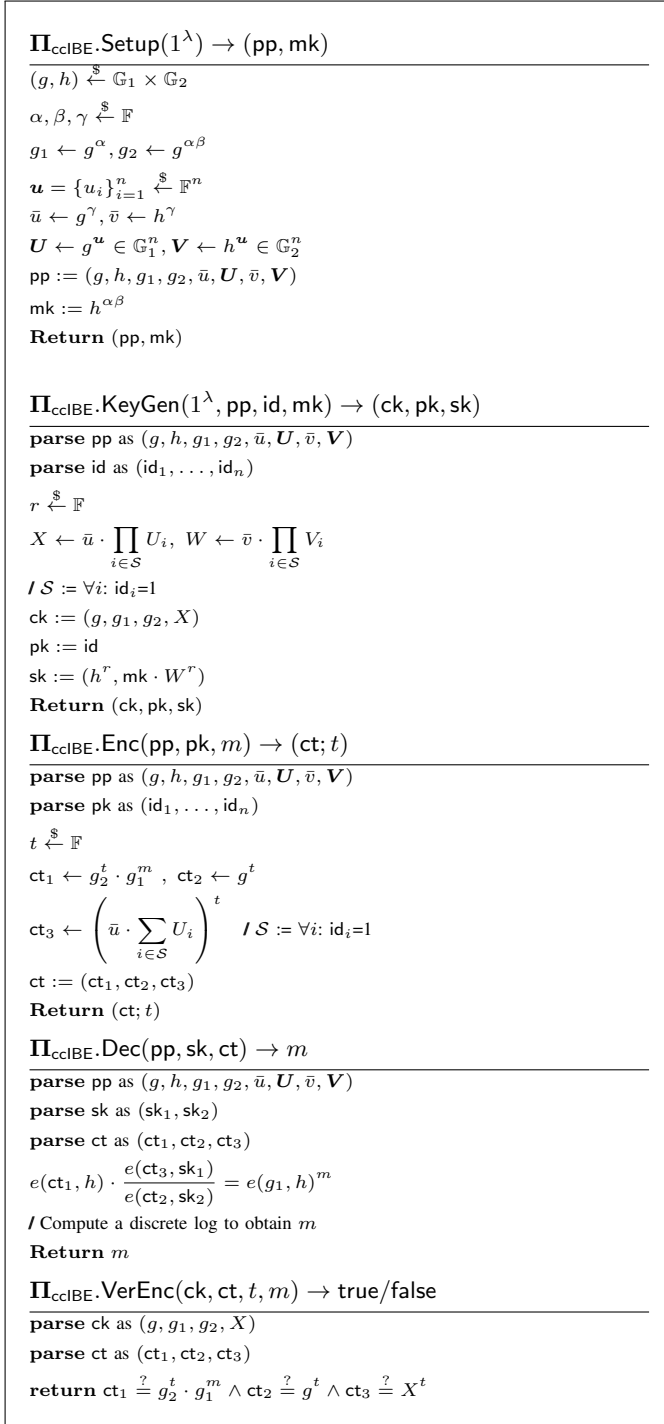 Π_ccIBE.Setup(1^λ) → (pp, mk)
(g, h) ←$ 𝔾_1 × 𝔾_2
α, β, γ ←$ 𝔽
g_1 ← g^α, g_2 ← g^{αβ}
𝒖 = {u_i}_{i=1}^n ←$ 𝔽^n
ū ← g^γ, v̄ ← h^γ
𝑼 ← g^𝒖 ∈ 𝔾_1^n, 𝑽 ← h^𝒖 ∈ 𝔾_2^n
pp := (g, h, g_1, g_2, ū, 𝑼, v̄, 𝑽)
mk := h^{αβ}
Return (pp, mk)
Π_ccIBE.KeyGen(1^λ, pp, id, mk) → (ck, pk, sk)
parse pp as (g, h, g_1, g_2, ū, 𝑼, v̄, 𝑽)
parse id as (id_1, . . . , id_n)
r ←$ 𝔽
X ← ū · ∏_{i∈𝒮} U_i, W ← v̄ · ∏_{i∈𝒮} V_i
/ 𝒮 := ∀i: id_i=1
ck := (g, g_1, g_2, X)
pk := id
sk := (h^r, mk · W^r)
Return (ck, pk, sk)
Π_ccIBE.Enc(pp, pk, m) → (ct; t)
parse pp as (g, h, g_1, g_2, ū, 𝑼, v̄, 𝑽)
parse pk as (id_1, . . . , id_n)
t ←$ 𝔽
ct_1 ← g_2^t · g_1^m , ct_2 ← g^t
ct_3 ← (ū · ∑_{i∈𝒮} U_i)^t / 𝒮 := ∀i: id_i=1
ct := (ct_1, ct_2, ct_3)
Return (ct; t)
Π_ccIBE.Dec(pp, sk, ct) → m
parse pp as (g, h, g_1, g_2, ū, 𝑼, v̄, 𝑽)
parse sk as (sk_1, sk_2)
parse ct as (ct_1, ct_2, ct_3)
e(ct_1, h) · e(ct_3, sk_1)/e(ct_2, sk_2) = e(g_1, h)^m
/ Compute a discrete log to obtain m
Return m
Π_ccIBE.VerEnc(ck, ct, t, m) → true/false
parse ck as (g, g_1, g_2, X)
parse ct as (ct_1, ct_2, ct_3)
return ct_1 ≟ g_2^t · g_1^m ∧ ct_2 ≟ g^t ∧ ct_3 ≟ X^t